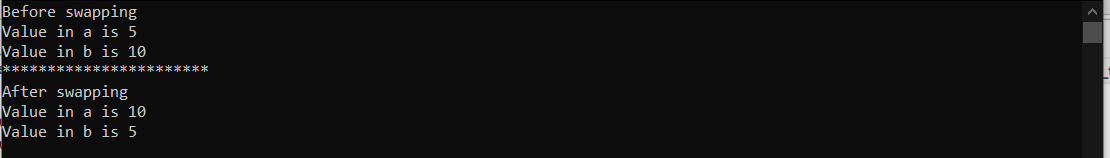 Before swapping
Value in a is 5
Value in b is 10
***********************
After swapping
Value in a is 10
Value in b is 5